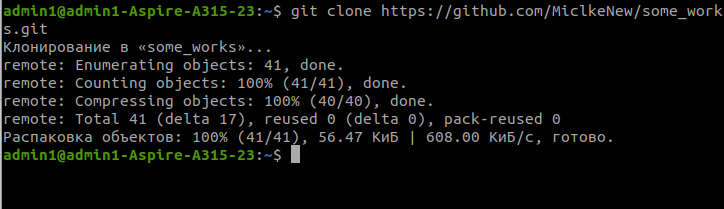 admin1@admin1-Aspire-A315-23:~$ git clone https://github.com/MiclkeNew/some_work
s.git
Клонирование в «some_works»...
remote: Enumerating objects: 41, done.
remote: Counting objects: 100% (41/41), done.
remote: Compressing objects: 100% (40/40), done.
remote: Total 41 (delta 17), reused 0 (delta 0), pack-reused 0
Распаковка объектов: 100% (41/41), 56.47 КиБ | 608.00 КиБ/с, готово.
admin1@admin1-Aspire-A315-23:~$